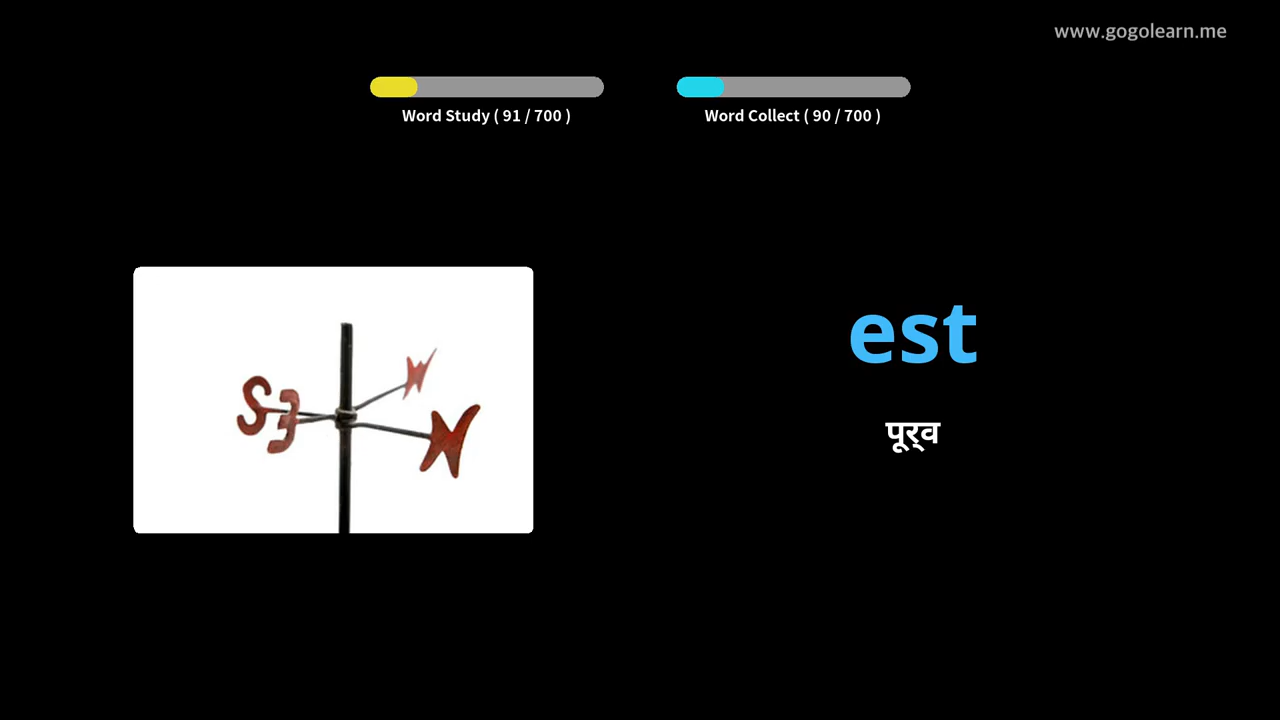 www.gogolearn.me
Word Study ( 91 / 700 )
Word Collect ( 90 / 700 )
S E N N
est
पूर्व